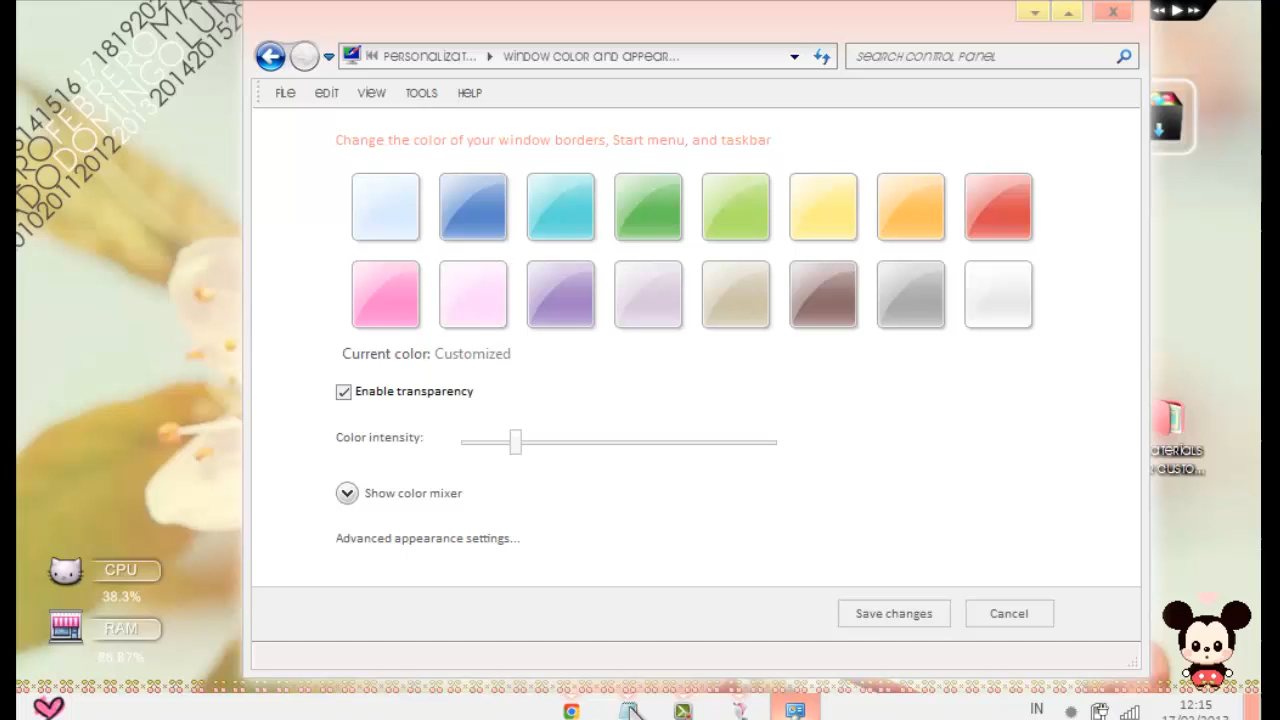 PERSONALIZAT... WINDOW COLOR AND APPEAR... SEARCH CONTROL PANEL
FILE EDIT VIEW TOOLS HELP
Change the color of your window borders, Start menu, and taskbar
Current color: Customized
Enable transparency
Color intensity:
Show color mixer
Advanced appearance settings...
Save changes Cancel
CPU
38.3%
RAM
IN
12:15